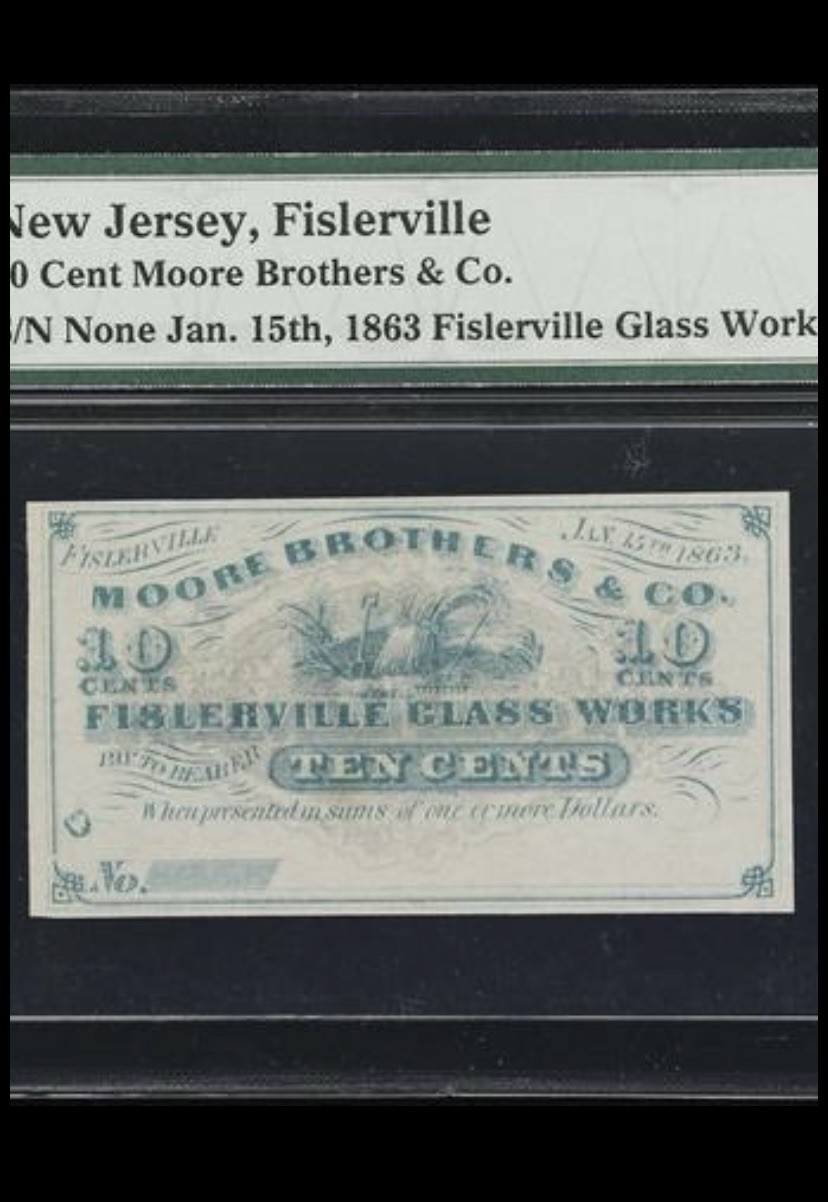 New Jersey, Fislerville
0 Cent Moore Brothers & Co.
/N None Jan. 15th, 1863 Fislerville Glass Work
FISLERVILLE
JAN. 15TH 1863.
MOORE BROTHERS & CO.
10 CENTS
10 CENTS
FISLERVILLE GLASS WORKS
PAY TO BEARER
TEN CENTS
When presented in sums of one or more Dollars.
No.